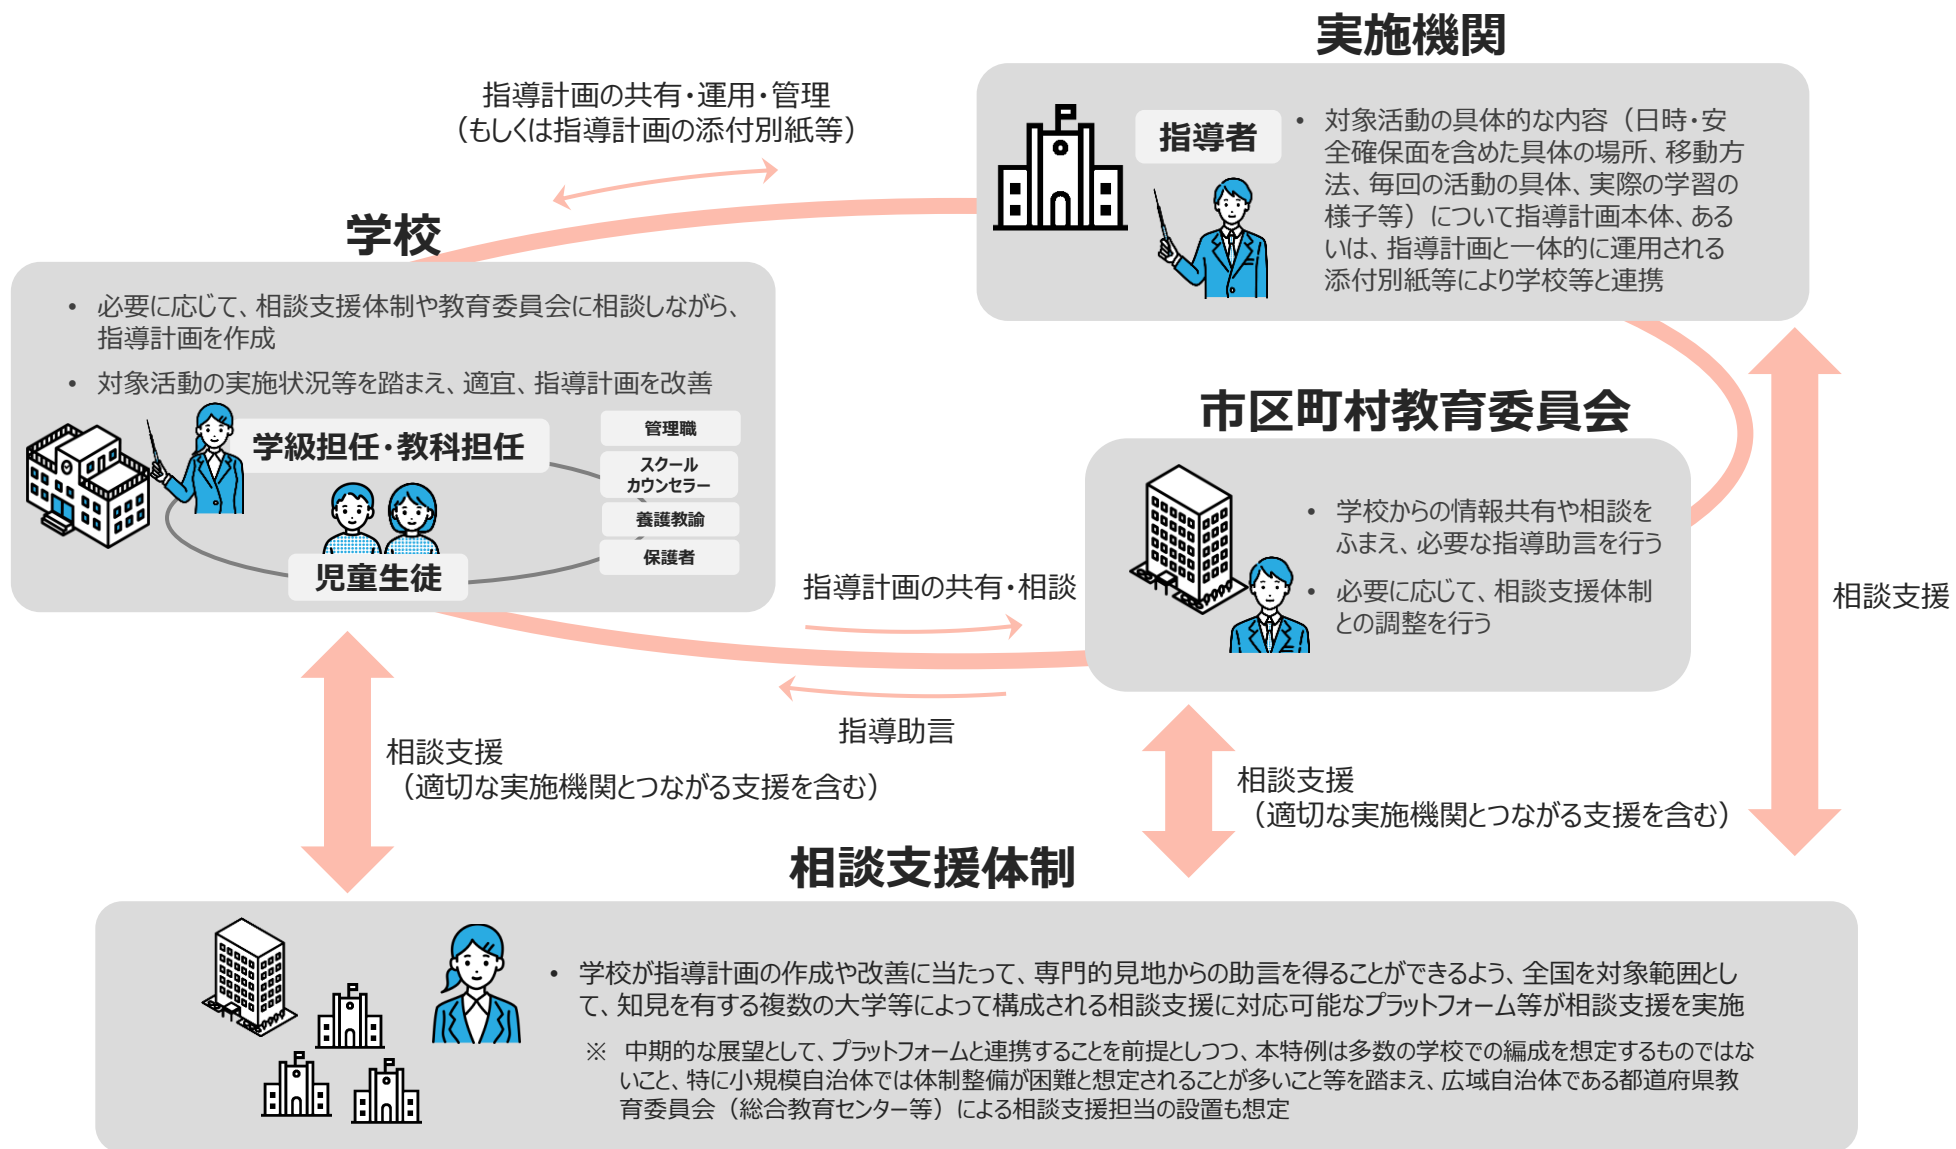 実施機関
指導計画の共有・運用・管理
（もしくは指導計画の添付別紙等）
指導者
• 対象活動の具体的な内容（日時・安
全確保面を含めた具体の場所、移動方
法、毎回の活動の具体、実際の学習の
様子等）について指導計画本体、ある
いは、指導計画と一体的に運用される
添付別紙等により学校等と連携
学校
• 必要に応じて、相談支援体制や教育委員会に相談しながら、
指導計画を作成
• 対象活動の実施状況等を踏まえ、適宜、指導計画を改善
学級担任・教科担任
管理職
スクール
カウンセラー
養護教諭
保護者
児童生徒
市区町村教育委員会
• 学校からの情報共有や相談を
ふまえ、必要な指導助言を行う
• 必要に応じて、相談支援体制
との調整を行う
指導計画の共有・相談
指導助言
相談支援
相談支援
（適切な実施機関とつながる支援を含む）
相談支援
（適切な実施機関とつながる支援を含む）
相談支援体制
• 学校が指導計画の作成や改善に当たって、専門的見地からの助言を得ることができるよう、全国を対象範囲とし
て、知見を有する複数の大学等によって構成される相談支援に対応可能なプラットフォーム等が相談支援を実施
※ 中期的な展望として、プラットフォームと連携することを前提としつつ、本特例は多数の学校での編成を想定するものではな
いこと、特に小規模自治体では体制整備が困難と想定されることが多いこと等を踏まえ、広域自治体である都道府県教
育委員会（総合教育センター等）による相談支援担当の設置も想定